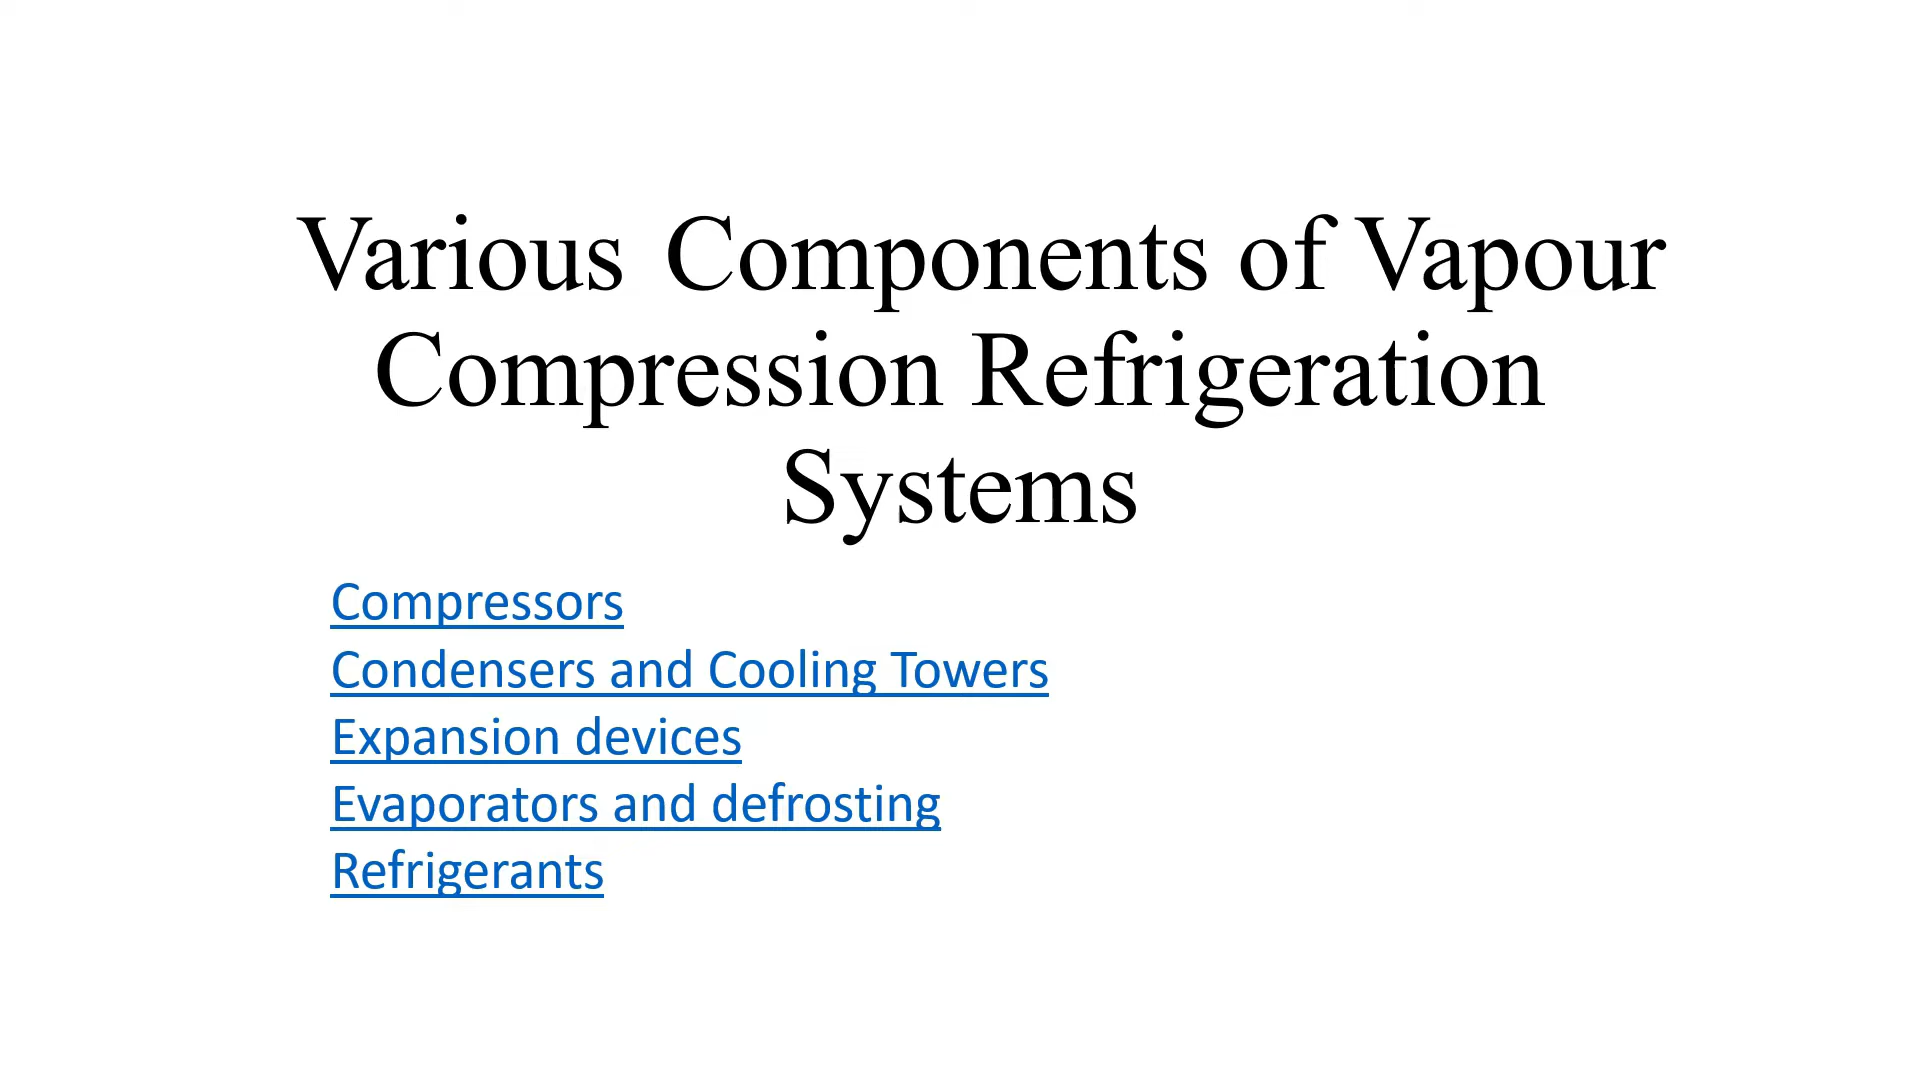 Various Components of Vapour
Compression Refrigeration
Systems
Compressors
Condensers and Cooling Towers
Expansion devices
Evaporators and defrosting
Refrigerants